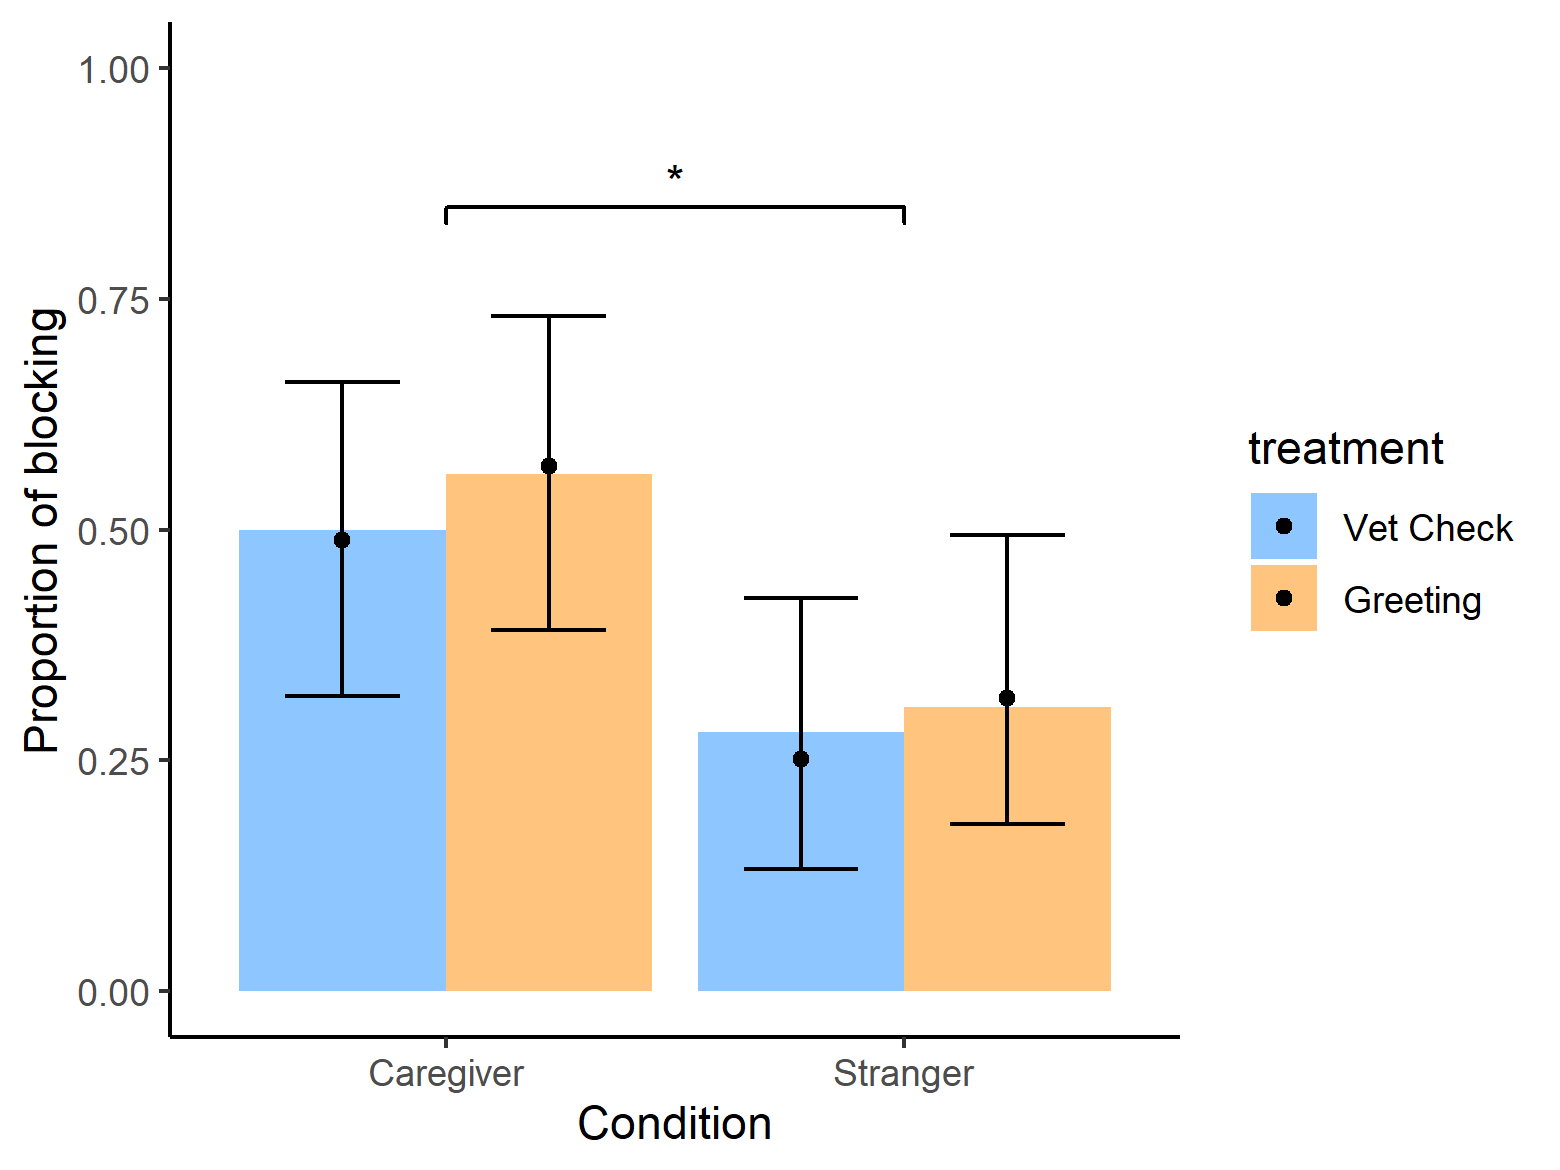 1.00
0.75
0.50
0.25
0.00
Proportion of blocking
*
Caregiver
Stranger
Condition
treatment
Vet Check
Greeting